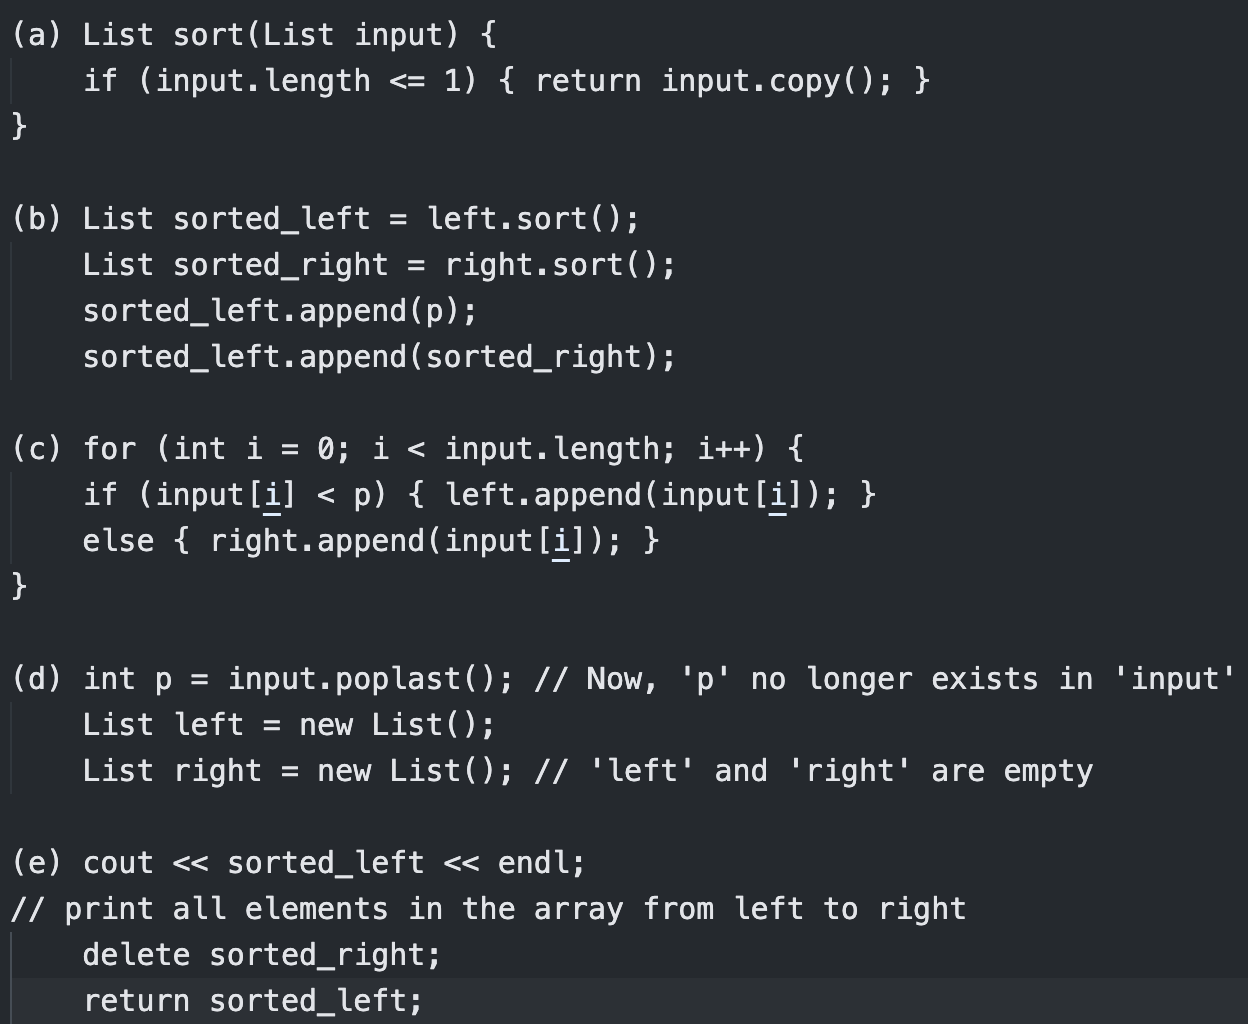 (a) List sort(List input) {
if (input.length <= 1) { return input.copy(); }
}
(b) List sorted_left = left.sort();
List sorted_right = right.sort();
sorted_left.append(p);
sorted_left.append(sorted_right);
(c) for (int i = 0; i < input.length; i++) {
if (input[i] < p) { left.append(input[i]); }
else { right.append(input[i]); }
}
(d) int p = input.poplast(); // Now, 'p' no longer exists in 'input'
List left = new List();
List right = new List(); // 'left' and 'right' are empty
(e) cout << sorted_left << endl;
// print all elements in the array from left to right
delete sorted_right;
return sorted_left;